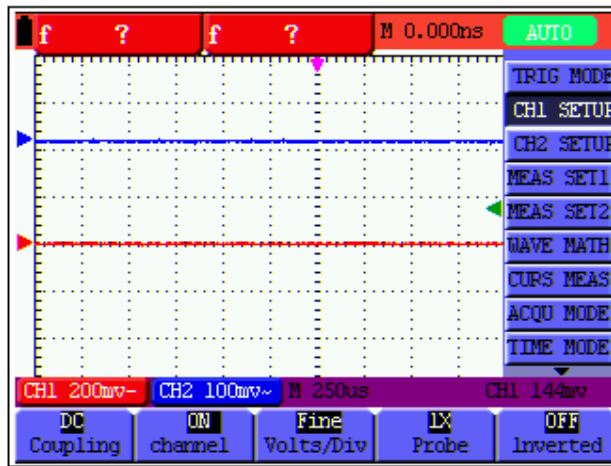 f ? f ? M 0.000ns AUTO
TRIG MODE
CH1 SETUP
CH2 SETUP
MEAS SET1
MEAS SET2
WAVE MATH
CURS MEAS
ACQU MODE
TIME MODE
CH1 200mv- CH2 100mv~ M 250us CH1 144mv
DC ON Fine 1X OFF
Coupling channel Volts/Div Probe Inverted